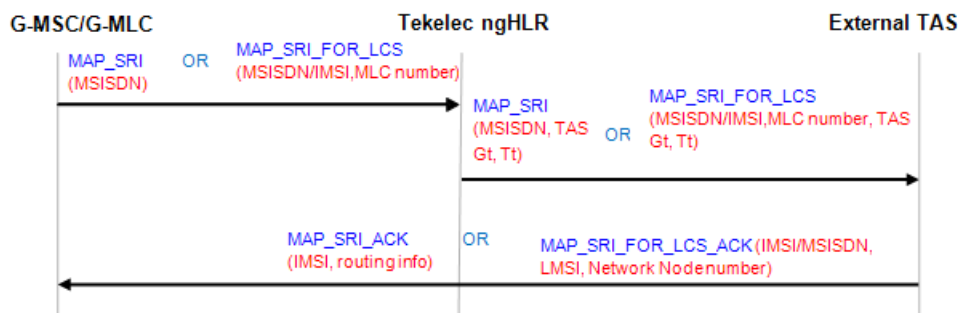 G-MSC/G-MLC Tekelec ngHLR External TAS
MAP_SRI OR MAP_SRI_FOR_LCS
(MSISDN) (MSISDN/IMSI,MLC number)
MAP_SRI MAP_SRI_FOR_LCS
(MSISDN, TAS OR (MSISDN/IMSI,MLC number, TAS
Gt, Tt) Gt, Tt)
MAP_SRI_ACK OR MAP_SRI_FOR_LCS_ACK (IMSI/MSISDN,
(IMSI, routing info) LMSI, Network Node number)